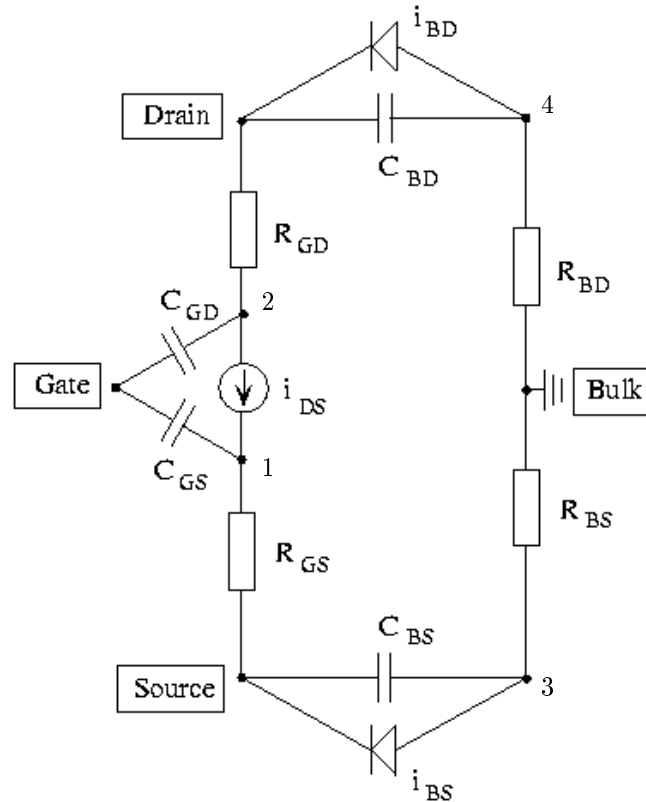 i BD
4
Drain
C BD
R GD
R BD
2
C GD
Gate
i DS
Bulk
C GS
1
R BS
R GS
C BS
Source
3
i BS